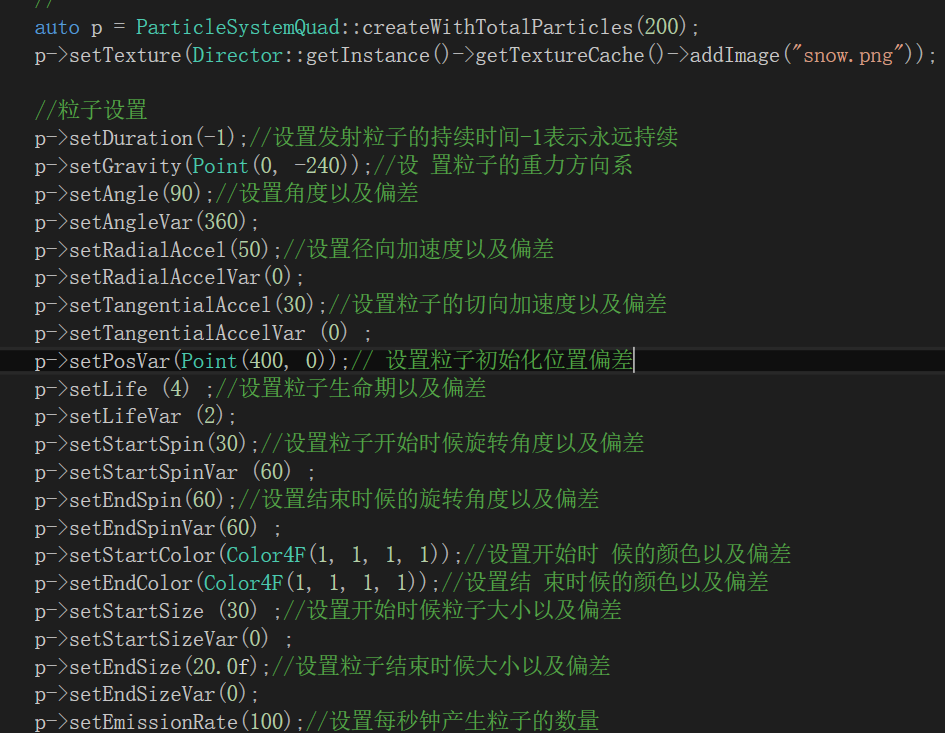 //
auto p = ParticleSystemQuad::createWithTotalParticles(200);
p->setTexture(Director::getInstance()->getTextureCache()->addImage("snow.png"));
//粒子设置
p->setDuration(-1);//设置发射粒子的持续时间-1表示永远持续
p->setGravity(Point(0, -240));//设 置粒子的重力方向系
p->setAngle(90);//设置角度以及偏差
p->setAngleVar(360);
p->setRadialAccel(50);//设置径向加速度以及偏差
p->setRadialAccelVar(0);
p->setTangentialAccel(30);//设置粒子的切向加速度以及偏差
p->setTangentialAccelVar (0) ;
p->setPosVar(Point(400, 0));// 设置粒子初始化位置偏差
p->setLife (4) ;//设置粒子生命期以及偏差
p->setLifeVar (2);
p->setStartSpin(30);//设置粒子开始时候旋转角度以及偏差
p->setStartSpinVar (60) ;
p->setEndSpin(60);//设置结束时候的旋转角度以及偏差
p->setEndSpinVar(60) ;
p->setStartColor(Color4F(1, 1, 1, 1));//设置开始时 候的颜色以及偏差
p->setEndColor(Color4F(1, 1, 1, 1));//设置结 束时候的颜色以及偏差
p->setStartSize (30) ;//设置开始时候粒子大小以及偏差
p->setStartSizeVar(0) ;
p->setEndSize(20.0f);//设置粒子结束时候大小以及偏差
p->setEndSizeVar(0);
p->setEmissionRate(100);//设置每秒钟产生粒子的数量